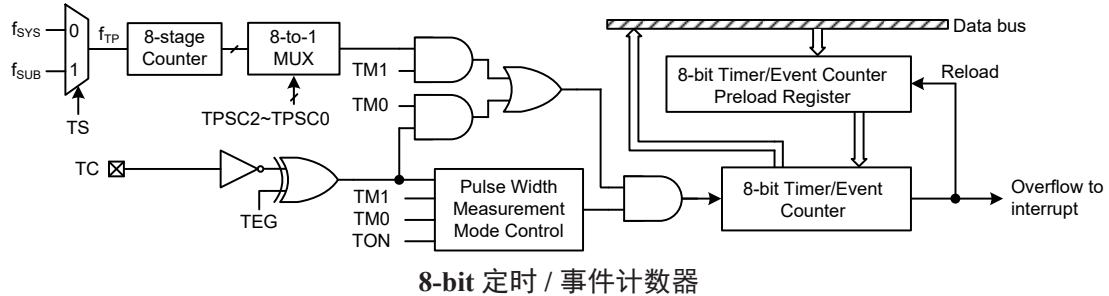 Data bus
fSYS
0
fTP
8-stage
Counter
8-to-1
MUX
fSUB
1
TM1
TM0
8-bit Timer/Event Counter
Preload Register
Reload
TS
TPSC2~TPSC0
TC
TEG
TM1
TM0
TON
Pulse Width
Measurement
Mode Control
8-bit Timer/Event
Counter
Overflow to
interrupt
8-bit 定时 / 事件计数器